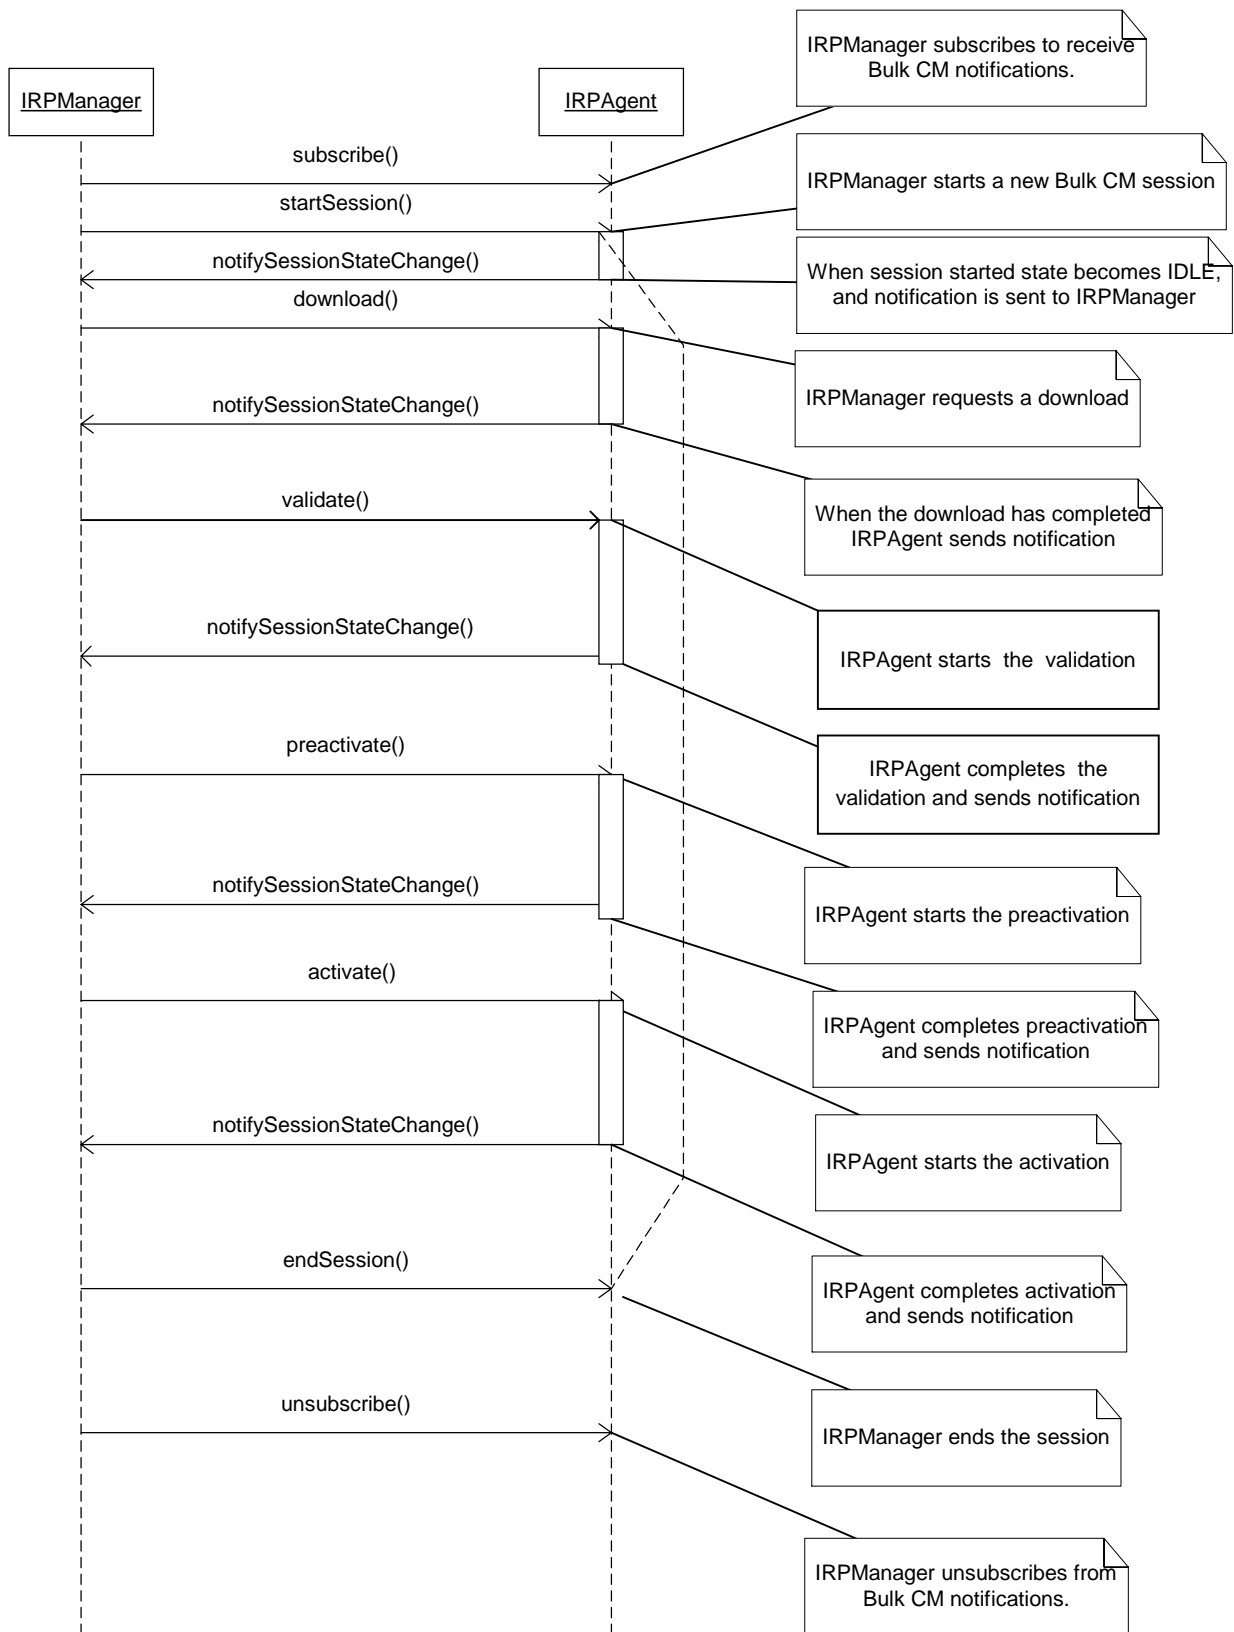 IRPManager subscribes to receive
Bulk CM notifications.
IRPManager
IRPAgent
subscribe()
IRPManager starts a new Bulk CM session
startSession()
notifySessionStateChange()
When session started state becomes IDLE,
and notification is sent to IRPManager
download()
IRPManager requests a download
notifySessionStateChange()
validate()
When the download has completed
IRPAgent sends notification
notifySessionStateChange()
IRPAgent starts the validation
preactivate()
IRPAgent completes the
validation and sends notification
notifySessionStateChange()
IRPAgent starts the preactivation
activate()
IRPAgent completes preactivation
and sends notification
notifySessionStateChange()
IRPAgent starts the activation
endSession()
IRPAgent completes activation
and sends notification
unsubscribe()
IRPManager ends the session
IRPManager unsubscribes from
Bulk CM notifications.